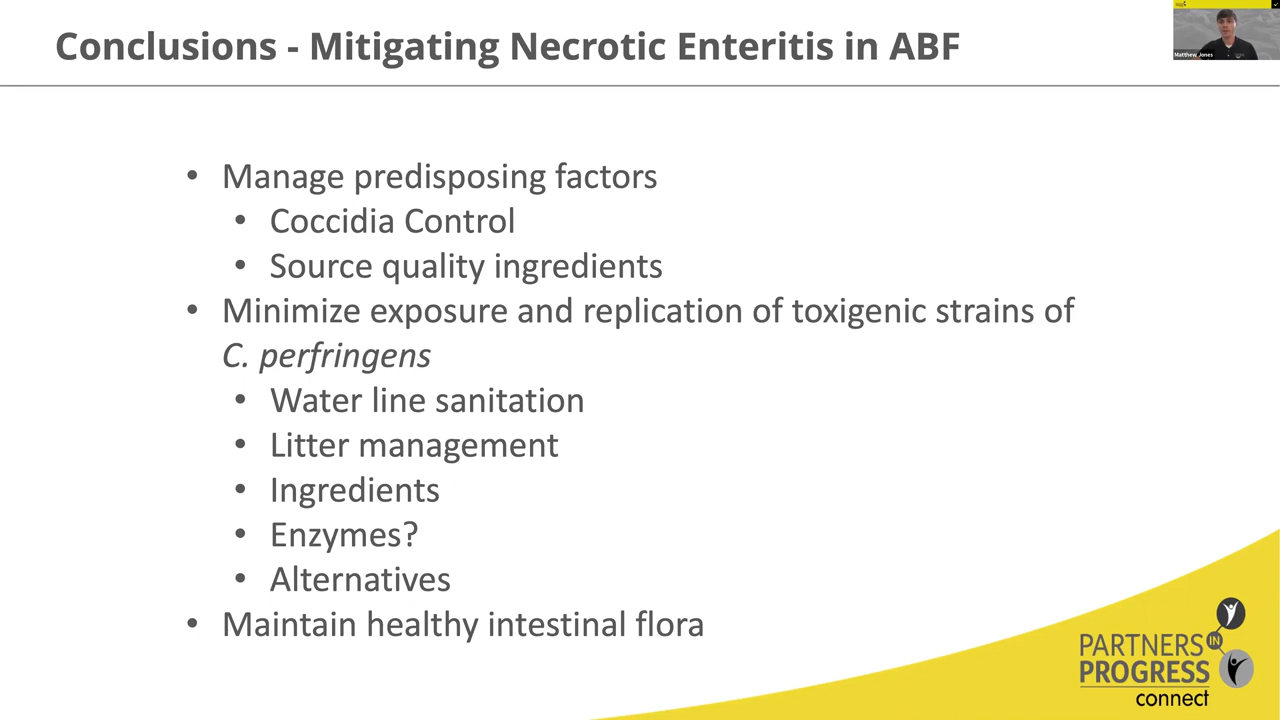 Conclusions - Mitigating Necrotic Enteritis in ABF
Matthew Jones
• Manage predisposing factors
• Coccidia Control
• Source quality ingredients
• Minimize exposure and replication of toxigenic strains of
C. perfringens
• Water line sanitation
• Litter management
• Ingredients
• Enzymes?
• Alternatives
• Maintain healthy intestinal flora
PARTNERS
IN
PROGRESS
connect